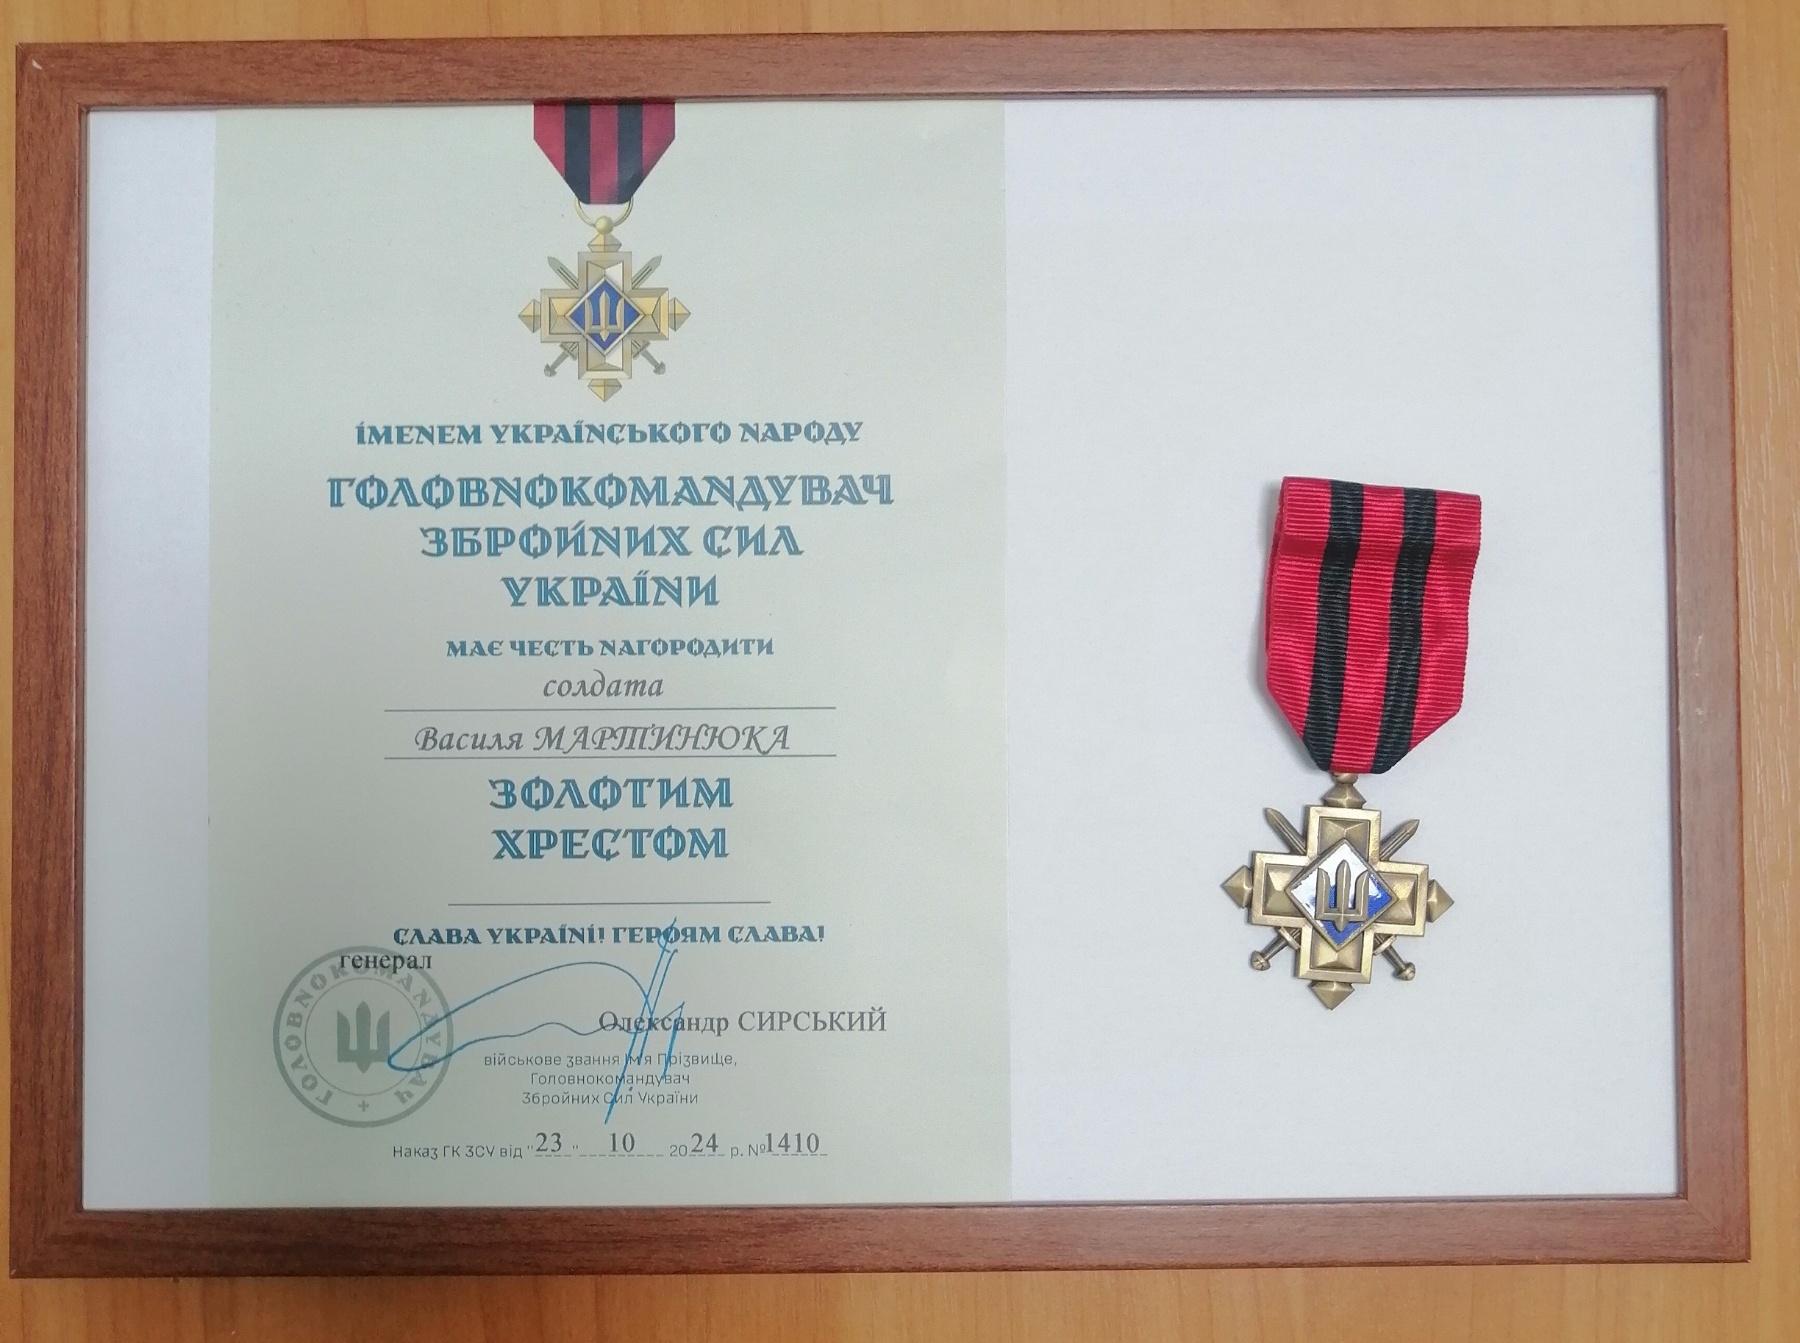 ІМЕНЕМ УКРАЇНСЬКОГО НАРОДУ
ГОЛОВНОКОМАНДУВАЧ
ЗБРОЙНИХ СИЛ
УКРАЇНИ
МАЄ ЧЕСТЬ НАГОРОДИТИ
солдата
Василя МАРТИНЮКА
ЗОЛОТИМ
ХРЕСТОМ
СЛАВА УКРАЇНІ! ГЕРОЯМ СЛАВА!
генерал
ГОЛОВНОКОМАНДУВАЧ
Олександр СИРСЬКИЙ
військове звання Ім'я Прізвище,
Головнокомандувач
Збройних Сил України
Наказ ГК ЗСУ від "23" 10 2024 р. №1410